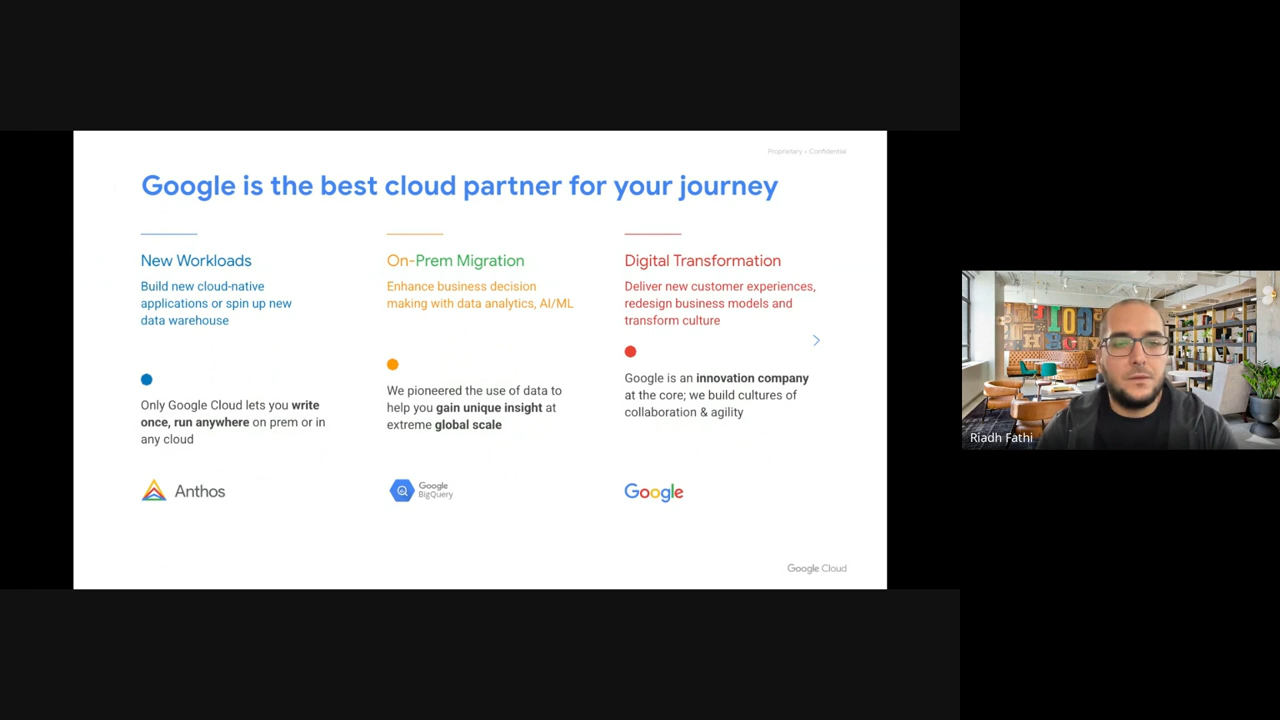 Proprietary + Confidential
Google is the best cloud partner for your journey
New Workloads
Build new cloud-native
applications or spin up new
data warehouse
Only Google Cloud lets you write
once, run anywhere on prem or in
any cloud
Anthos
On-Prem Migration
Enhance business decision
making with data analytics, AI/ML
We pioneered the use of data to
help you gain unique insight at
extreme global scale
Google
BigQuery
Digital Transformation
Deliver new customer experiences,
redesign business models and
transform culture
Google is an innovation company
at the core; we build cultures of
collaboration & agility
Google
Google Cloud
Riadh Fathi